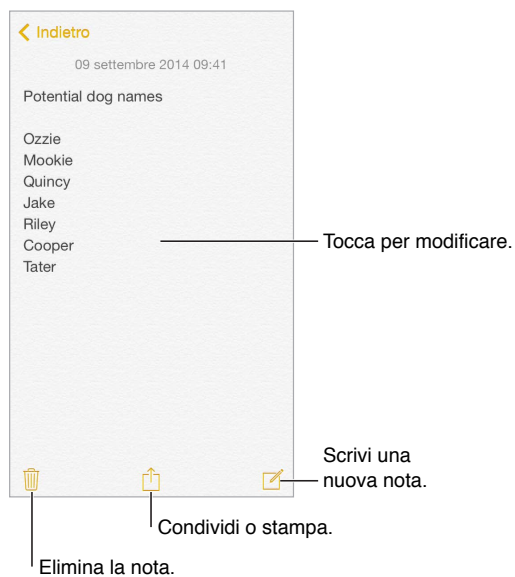 Indietro
09 settembre 2014 09:41
Potential dog names
Ozzie
Mookie
Quincy
Jake
Riley
Cooper
Tater
Tocca per modificare.
Scrivi una
nuova nota.
Condividi o stampa.
Elimina la nota.